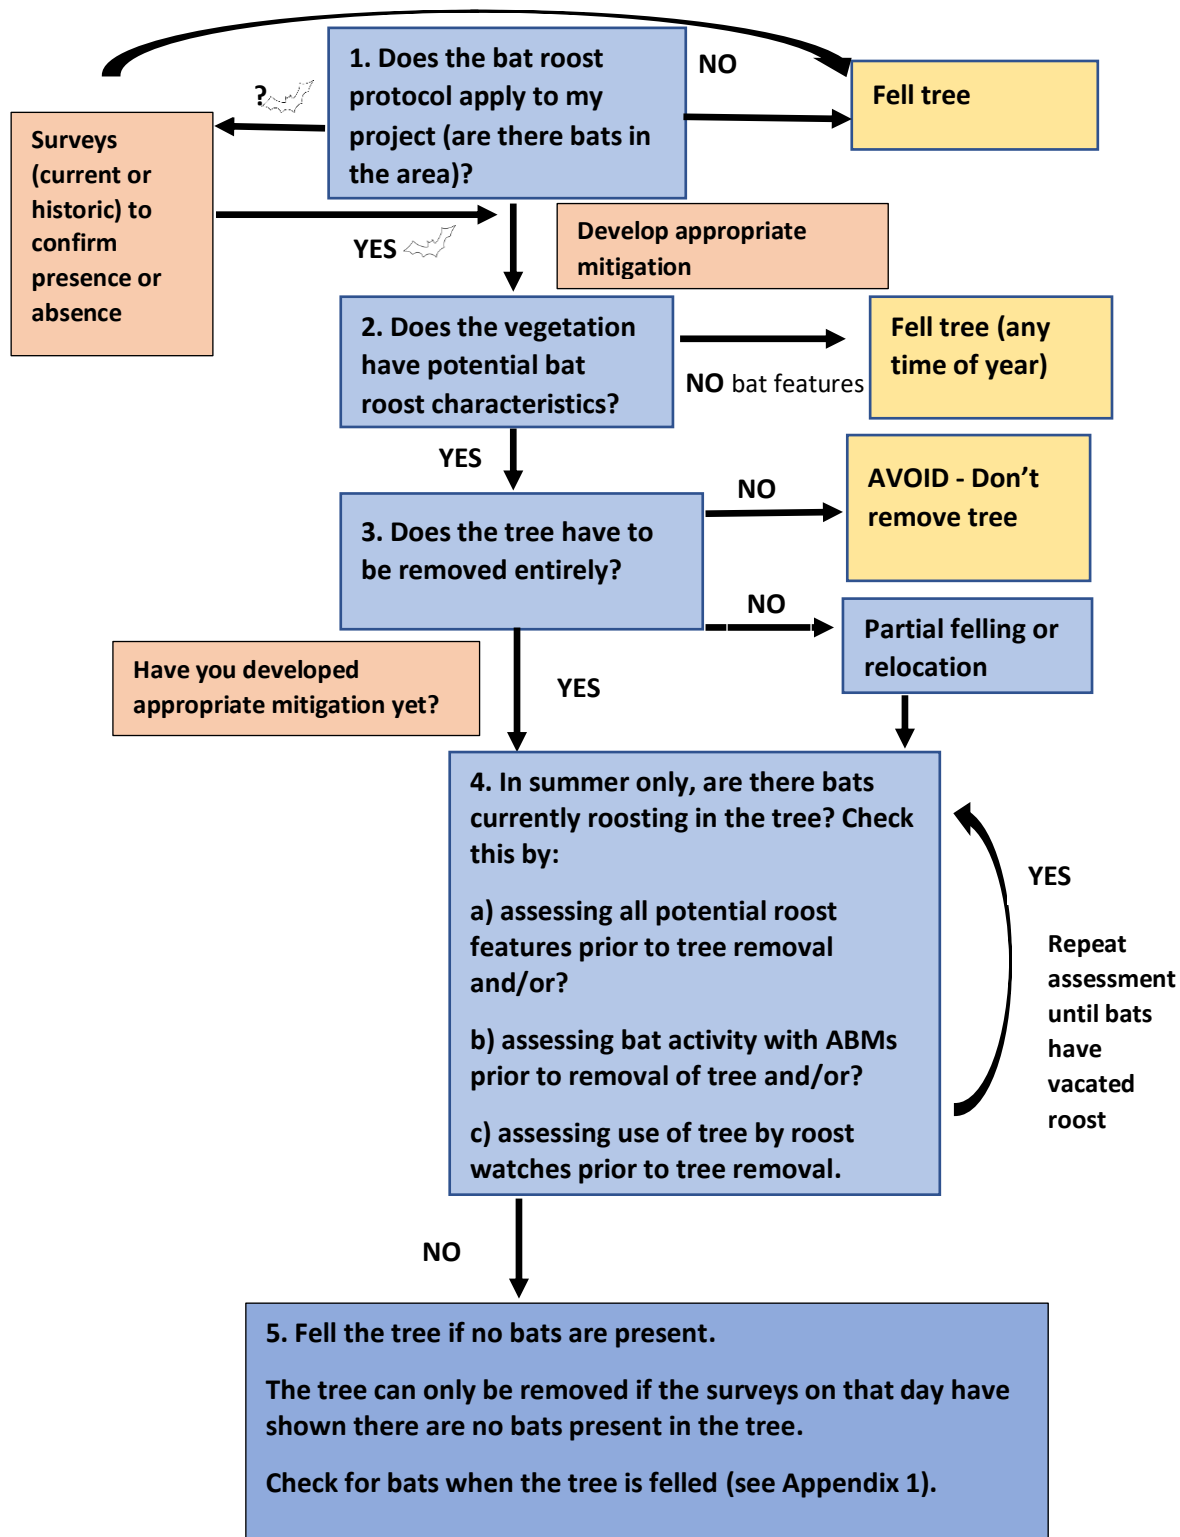 1. Does the bat roost
protocol apply to my
project (are there bats in
the area)?
NO
Fell tree
?
Surveys
(current or
historic) to
confirm
presence or
absence
YES
Develop appropriate
mitigation
2. Does the vegetation
have potential bat
roost characteristics?
NO bat features
Fell tree (any
time of year)
YES
3. Does the tree have to
be removed entirely?
NO
AVOID - Don’t
remove tree
NO
Partial felling or
relocation
Have you developed
appropriate mitigation yet?
YES
4. In summer only, are there bats
currently roosting in the tree? Check
this by:
a) assessing all potential roost
features prior to tree removal
and/or?
b) assessing bat activity with ABMs
prior to removal of tree and/or?
c) assessing use of tree by roost
watches prior to tree removal.
YES
Repeat
assessment
until bats
have
vacated
roost
NO
5. Fell the tree if no bats are present.
The tree can only be removed if the surveys on that day have
shown there are no bats present in the tree.
Check for bats when the tree is felled (see Appendix 1).